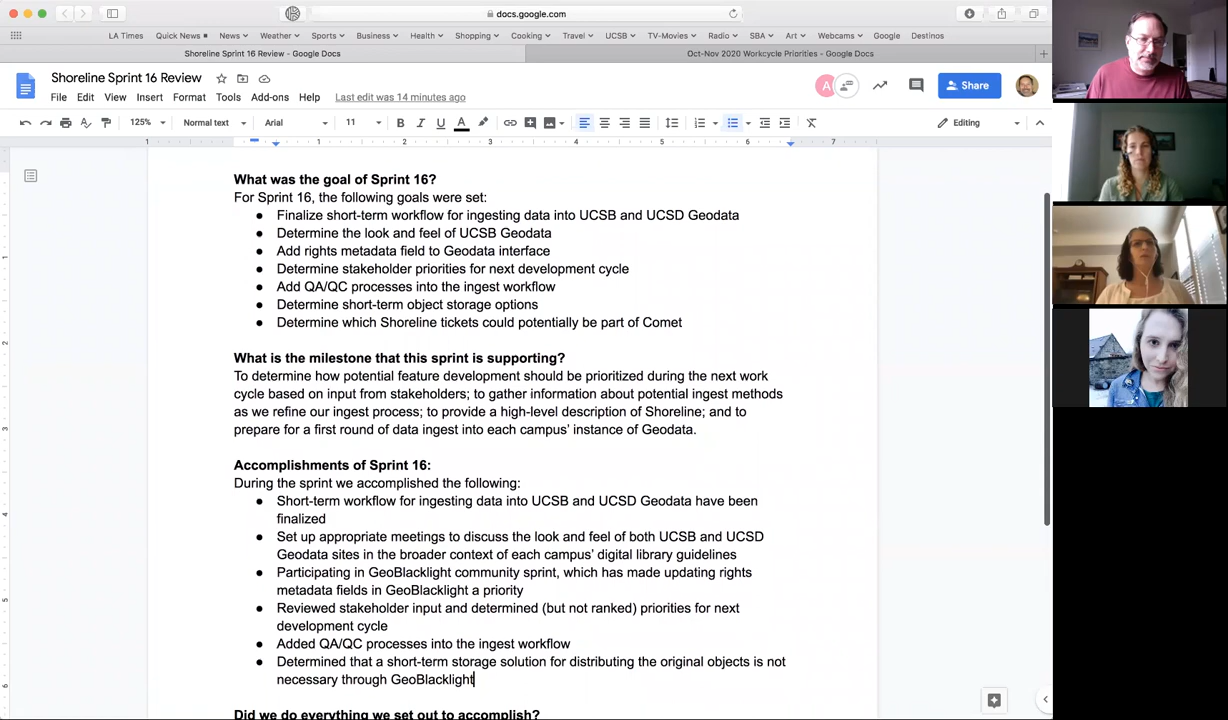 docs.google.com
LA Times Quick News Weather Sports Business Health Shopping Cooking Travel UCSB TV-Movies Radio SBA Art Webcams Google Destinos
Shoreline Sprint 16 Review - Google Docs Oct-Nov 2020 Workcycle Priorities - Google Docs
Shoreline Sprint 16 Review
File Edit View Insert Format Tools Add-ons Help Last edit was 14 minutes ago
A Share
125% Normal text Arial 11 B I U A Editing
1 1 2 3 4 5 6 7
What was the goal of Sprint 16?
For Sprint 16, the following goals were set:
● Finalize short-term workflow for ingesting data into UCSB and UCSD Geodata
● Determine the look and feel of UCSB Geodata
● Add rights metadata field to Geodata interface
● Determine stakeholder priorities for next development cycle
● Add QA/QC processes into the ingest workflow
● Determine short-term object storage options
● Determine which Shoreline tickets could potentially be part of Comet
What is the milestone that this sprint is supporting?
To determine how potential feature development should be prioritized during the next work
cycle based on input from stakeholders; to gather information about potential ingest methods
as we refine our ingest process; to provide a high-level description of Shoreline; and to
prepare for a first round of data ingest into each campus’ instance of Geodata.
Accomplishments of Sprint 16:
During the sprint we accomplished the following:
● Short-term workflow for ingesting data into UCSB and UCSD Geodata have been
finalized
● Set up appropriate meetings to discuss the look and feel of both UCSB and UCSD
Geodata sites in the broader context of each campus’ digital library guidelines
● Participating in GeoBlacklight community sprint, which has made updating rights
metadata fields in GeoBlacklight a priority
● Reviewed stakeholder input and determined (but not ranked) priorities for next
development cycle
● Added QA/QC processes into the ingest workflow
● Determined that a short-term storage solution for distributing the original objects is not
necessary through GeoBlacklight
Did we do everything we set out to accomplish?